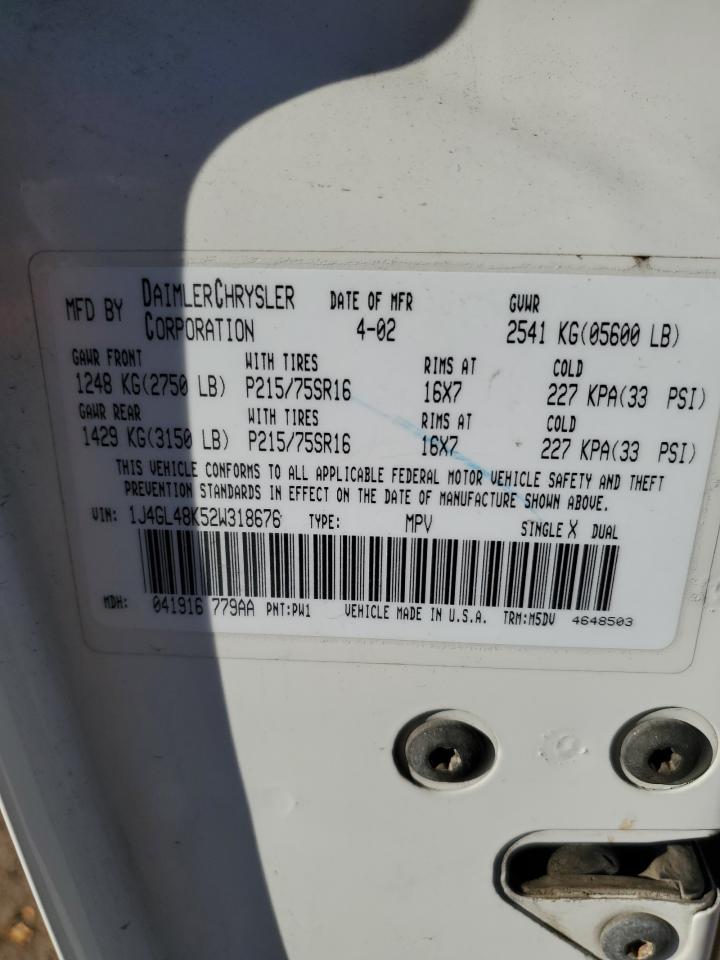 MFD BY DAIMLERCHRYSLER CORPORATION DATE OF MFR 4-02 GVWR 2541 KG(05600 LB)
GAWR FRONT WITH TIRES RIMS AT COLD
1248 KG(2750 LB) P215/75SR16 16X7 227 KPA(33 PSI)
GAWR REAR WITH TIRES RIMS AT COLD
1429 KG(3150 LB) P215/75SR16 16X7 227 KPA(33 PSI)
THIS VEHICLE CONFORMS TO ALL APPLICABLE FEDERAL MOTOR VEHICLE SAFETY AND THEFT
PREVENTION STANDARDS IN EFFECT ON THE DATE OF MANUFACTURE SHOWN ABOVE.
VIN: 1J4GL48K52W318676 TYPE: MPV SINGLE X DUAL
MDH: 041916 779AA PNT:PW1 VEHICLE MADE IN U.S.A. TRM:M5DV 4648503